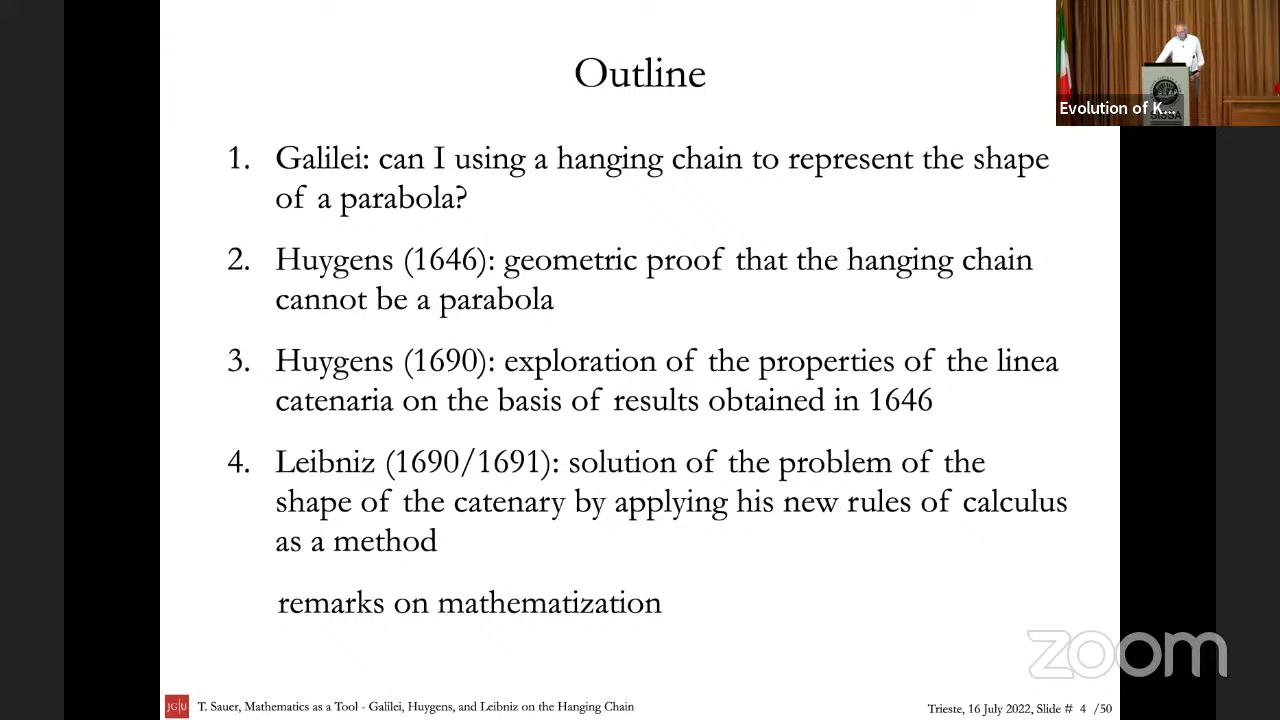 Outline
Evolution of K...
SISSA
1. Galilei: can I using a hanging chain to represent the shape
of a parabola?
2. Huygens (1646): geometric proof that the hanging chain
cannot be a parabola
3. Huygens (1690): exploration of the properties of the linea
catenaria on the basis of results obtained in 1646
4. Leibniz (1690/1691): solution of the problem of the
shape of the catenary by applying his new rules of calculus
as a method
remarks on mathematization
zoom
JG|U T. Sauer, Mathematics as a Tool - Galilei, Huygens, and Leibniz on the Hanging Chain
Trieste, 16 July 2022, Slide # 4 /50